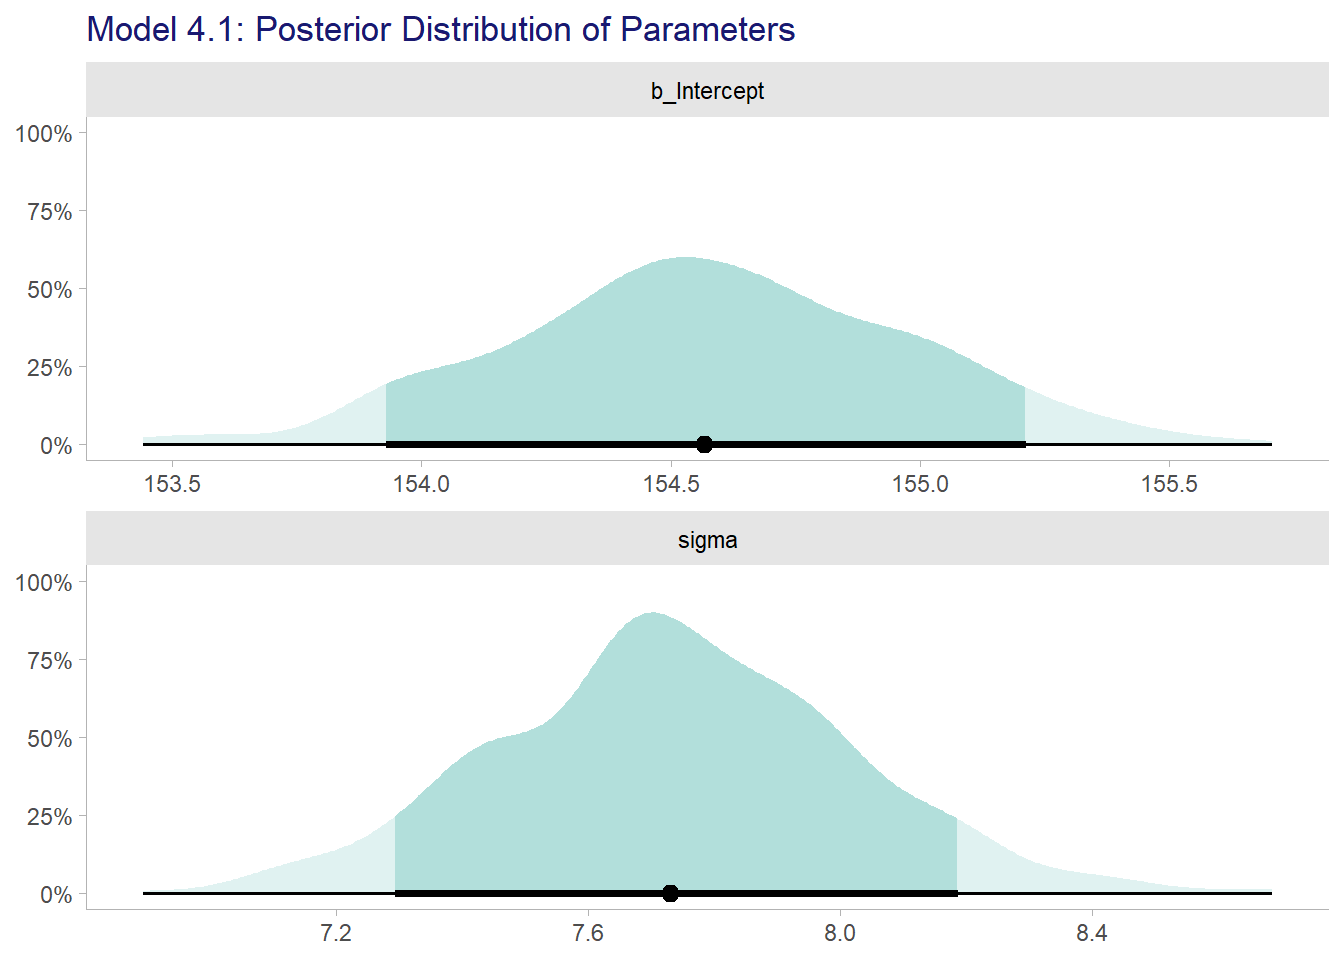 Model 4.1: Posterior Distribution of Parameters
b_Intercept
100%
75%
50%
25%
0%
153.5 154.0 154.5 155.0 155.5
sigma
100%
75%
50%
25%
0%
7.2 7.6 8.0 8.4